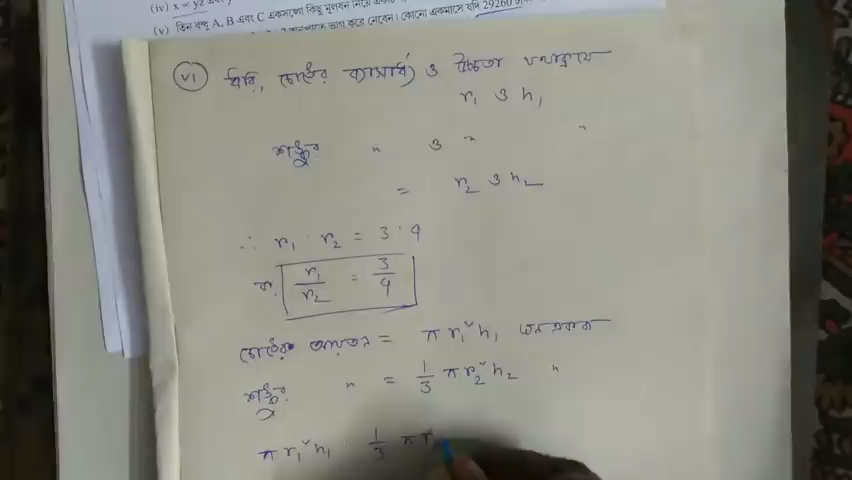 (iv) x ∝ yz
(v) তিন বন্ধু A, B এবং C একসঙ্গে কিছু মূলধন নিয়ে
ভাগ করে নেবেন। কোনো একমাসে যদি 29260
(vi) ধরি, চোঙের ব্যাসার্ধ ও উচ্চতা যথাক্রমে
r₁ ও h₁
শঙ্কুর " ও " "
= r₂ ও h₂
∴ r₁ : r₂ = 3 : 4
বা, r₁/r₂ = 3/4
চোঙের আয়তন = πr₁²h₁ ঘন একক
শঙ্কুর " = 1/3 πr₂²h₂ "
πr₁²h₁ : 1/3 πr